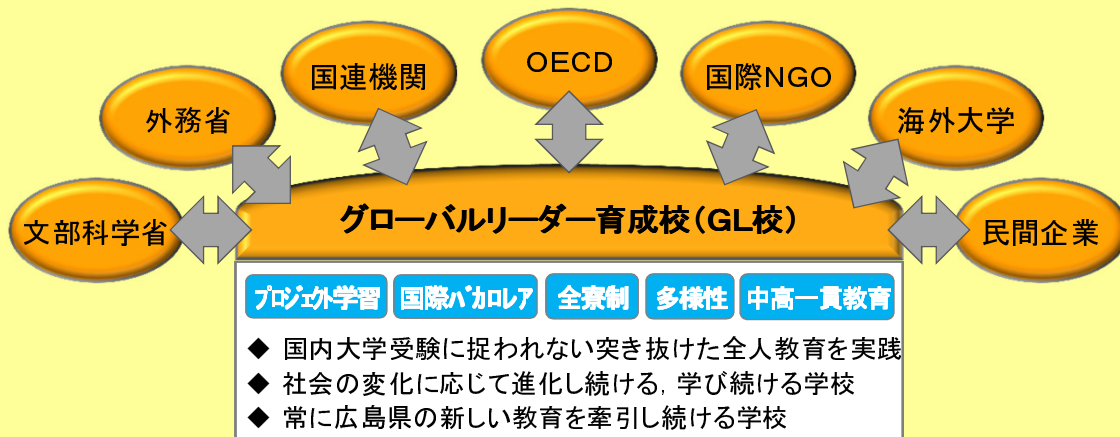 OECD
国連機関
国際NGO
外務省
海外大学
文部科学省
民間企業
グローバルリーダー育成校(GL校)
プロジェクト学習
国際バカロレア
全寮制
多様性
中高一貫教育
◆ 国内大学受験に捉われない突き抜けた全人教育を実践
◆ 社会の変化に応じて進化し続ける，学び続ける学校
◆ 常に広島県の新しい教育を牽引し続ける学校